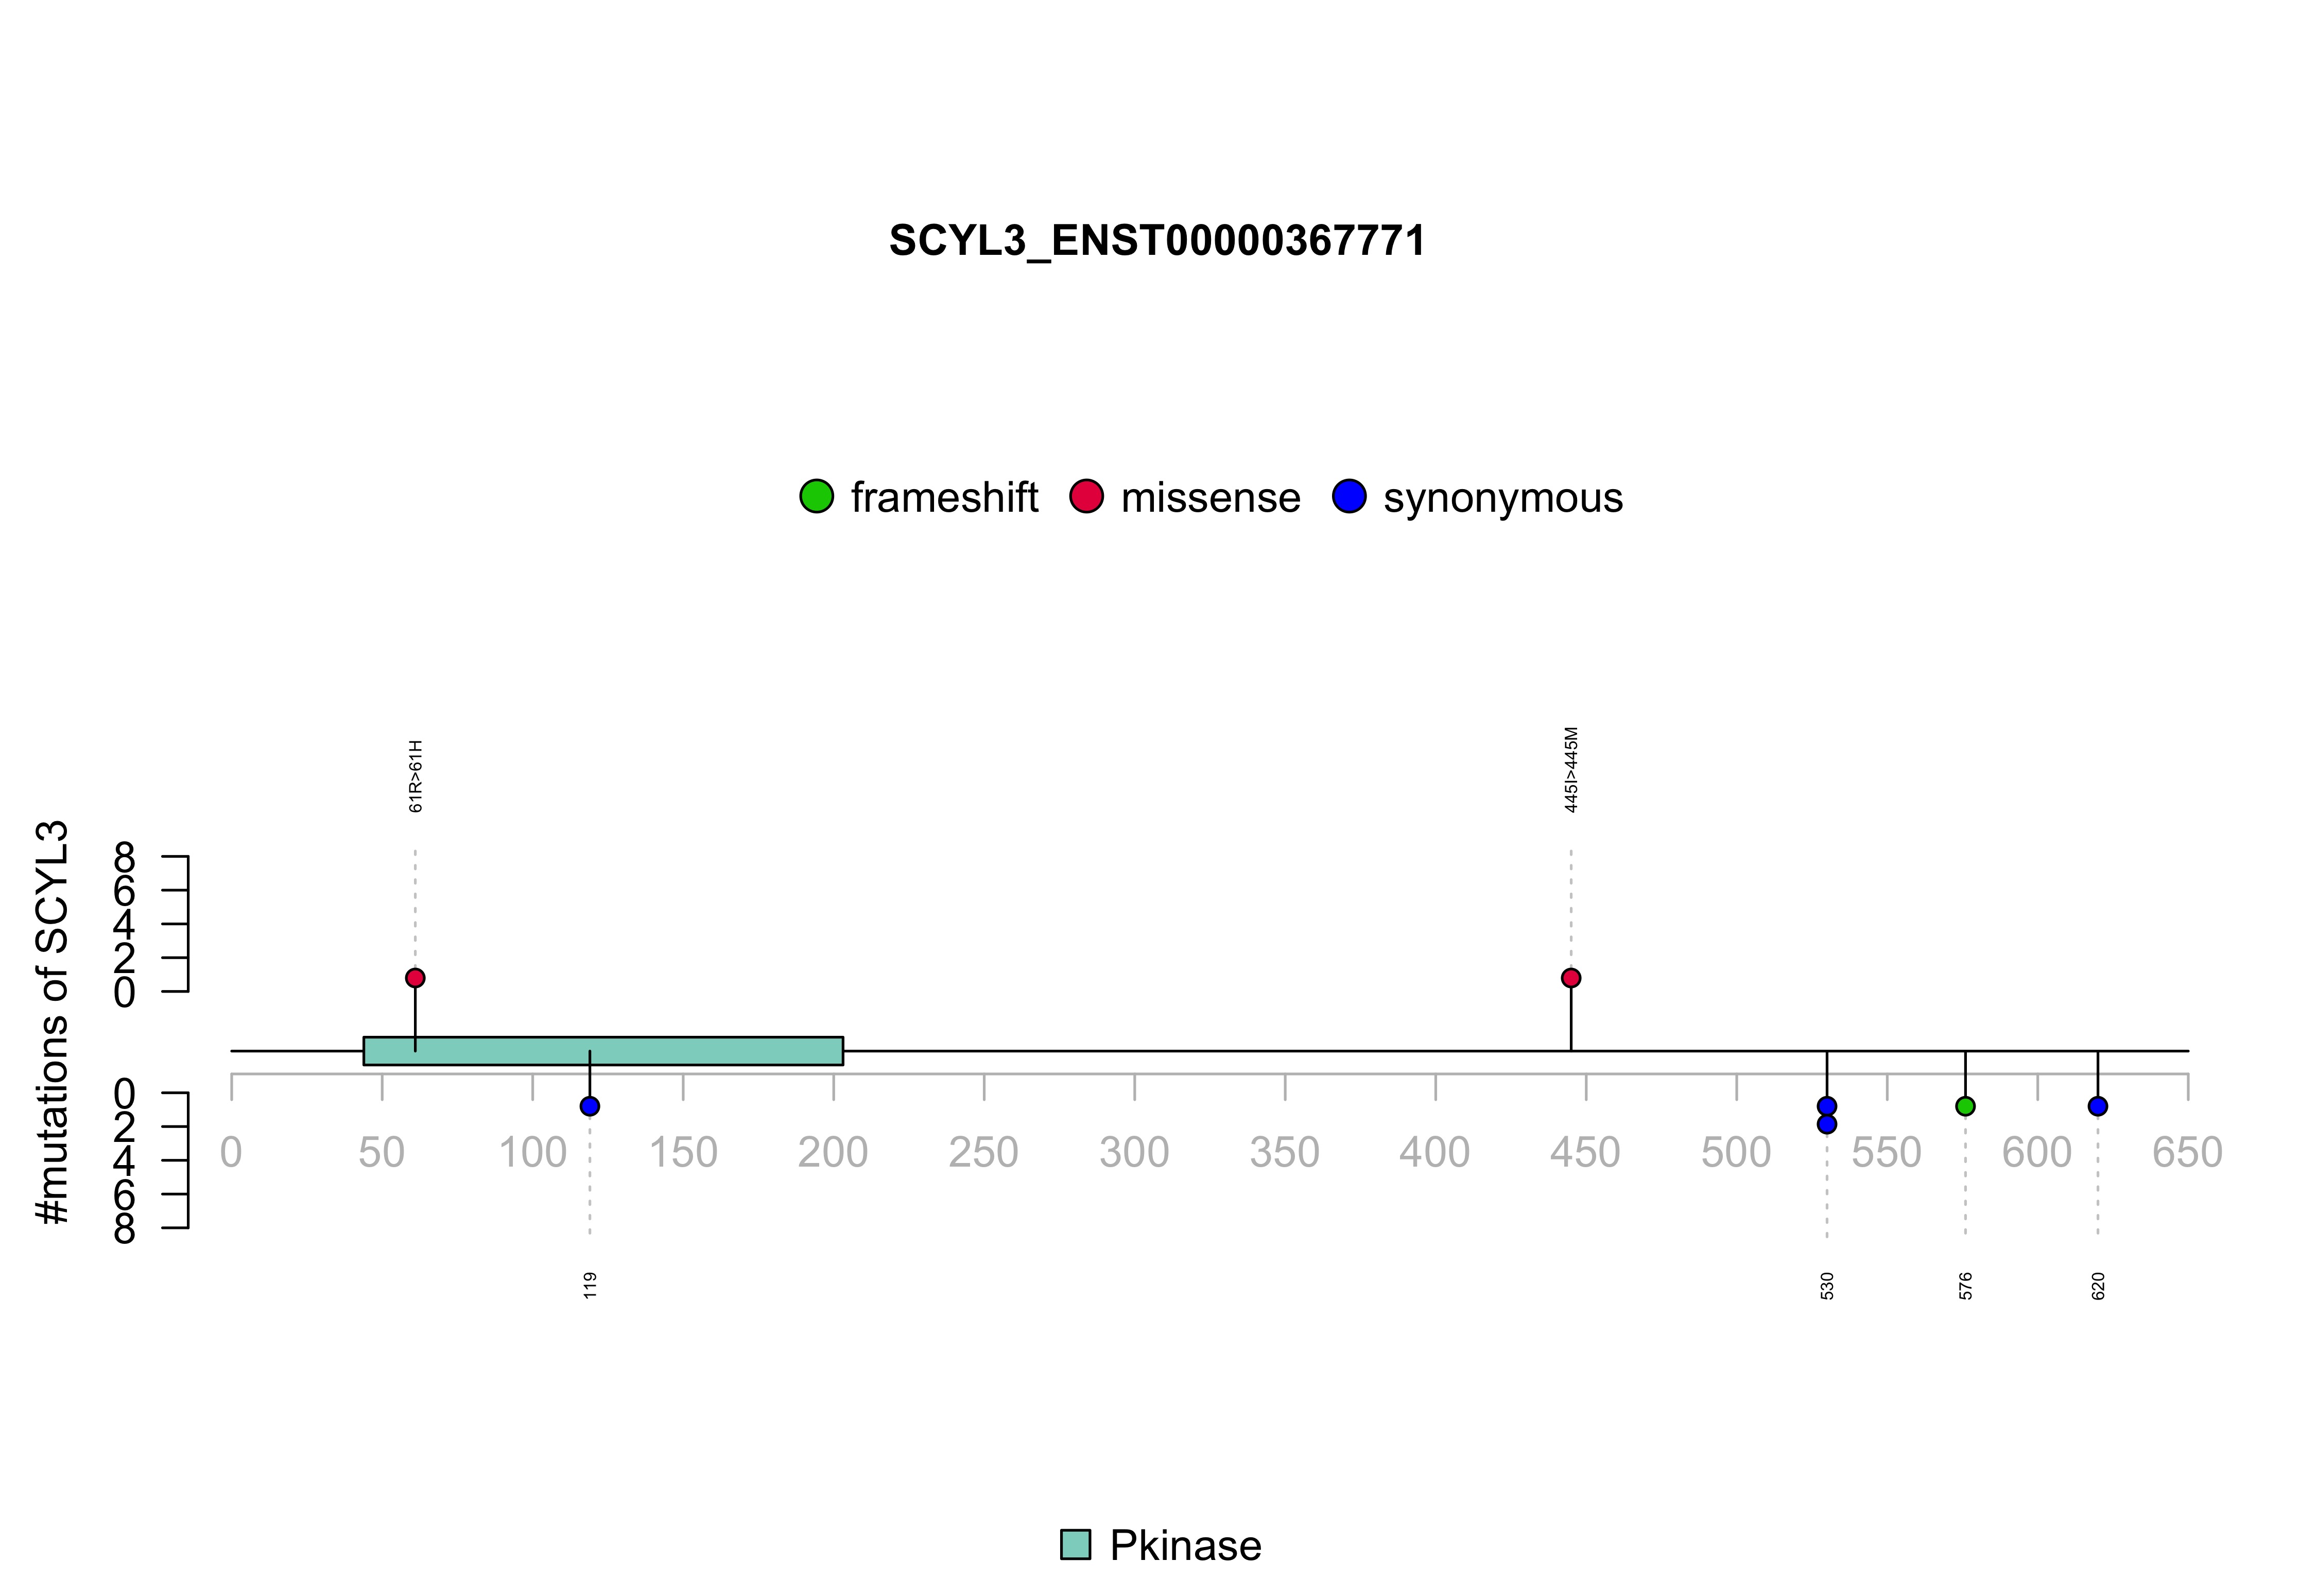 SCYL3_ENST00000367771
frameshift missense synonymous
61R>61H
445I>445M
#mutations of SCYL3
8
6
4
2
0
0
2
4
6
8
0 50 100 150 200 250 300 350 400 450 500 550 600 650
119
530
576
620
Pkinase